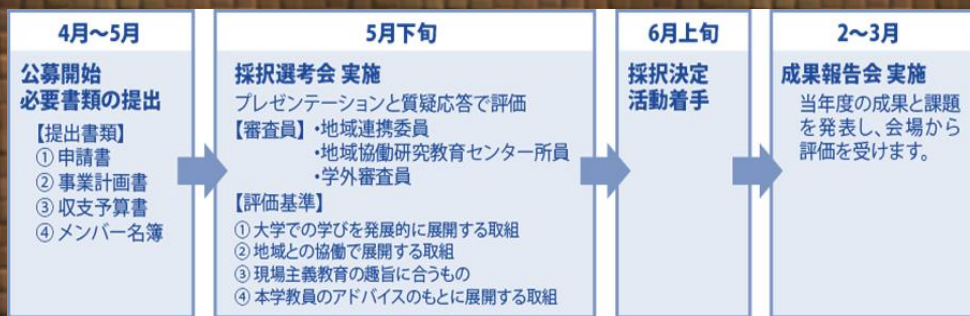 4月～5月
公募開始
必要書類の提出
【提出書類】
① 申請書
② 事業計画書
③ 収支予算書
④ メンバー名簿
5月下旬
採択選考会 実施
プレゼンテーションと質疑応答で評価
【審査員】・地域連携委員
・地域協働研究教育センター所員
・学外審査員
【評価基準】
① 大学での学びを発展的に展開する取組
② 地域との協働で展開する取組
③ 現場主義教育の趣旨に合うもの
④ 本学教員のアドバイスのもとに展開する取組
6月上旬
採択決定
活動着手
2～3月
成果報告会 実施
当年度の成果と課題
を発表し、会場から
評価を受けます。